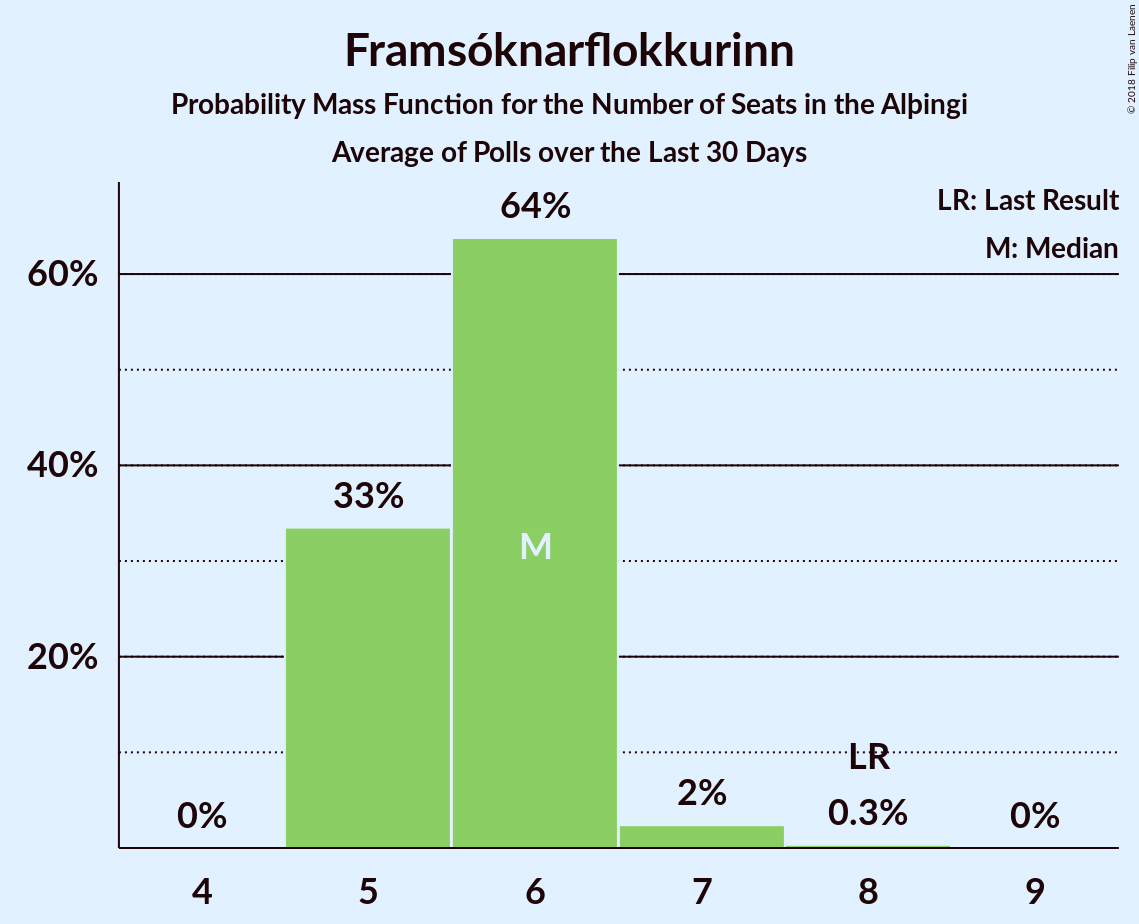 Framsóknarflokkurinn
Probability Mass Function for the Number of Seats in the Alþingi
Average of Polls over the Last 30 Days
© 2018 Filip van Laenen
LR: Last Result
M: Median
60%
40%
20%
0%
33%
64%
M
2%
LR
0.3%
0%
4 5 6 7 8 9